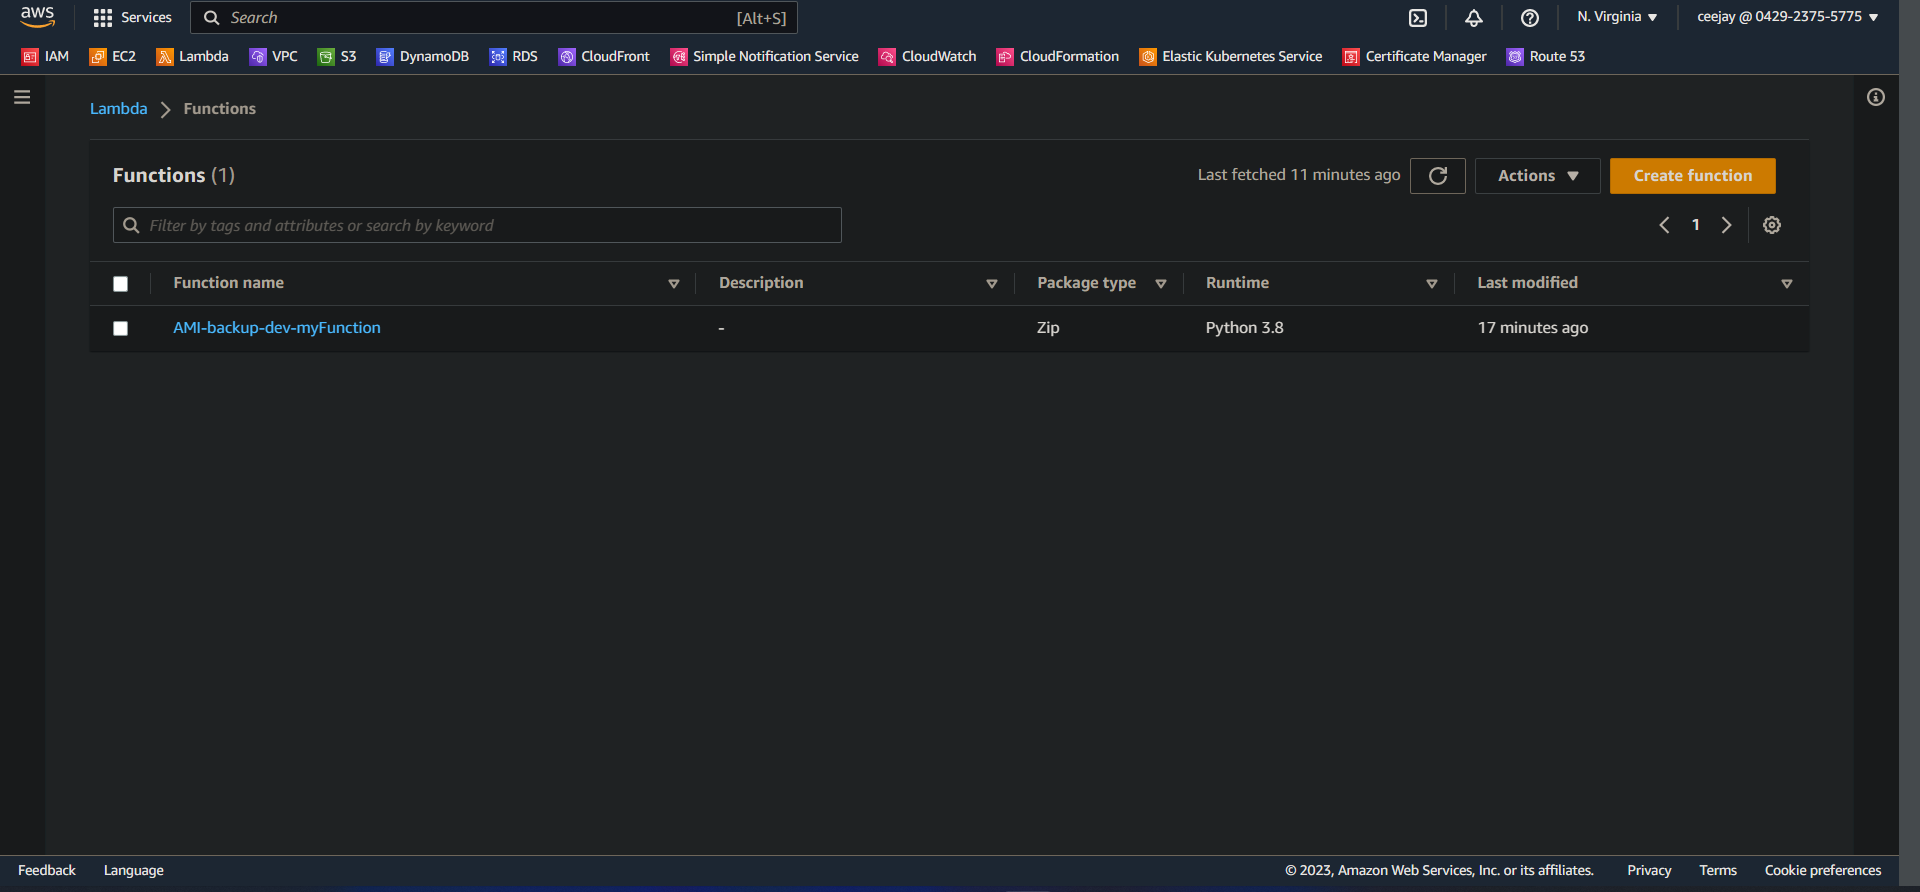 aws Services Search [Alt+S] N. Virginia ceejay @ 0429-2375-5775
IAM EC2 Lambda VPC S3 DynamoDB RDS CloudFront Simple Notification Service CloudWatch CloudFormation Elastic Kubernetes Service Certificate Manager Route 53
Lambda Functions
Functions (1) Last fetched 11 minutes ago Actions Create function
Filter by tags and attributes or search by keyword 1
Function name Description Package type Runtime Last modified
AMI-backup-dev-myFunction - Zip Python 3.8 17 minutes ago
Feedback Language © 2023, Amazon Web Services, Inc. or its affiliates. Privacy Terms Cookie preferences